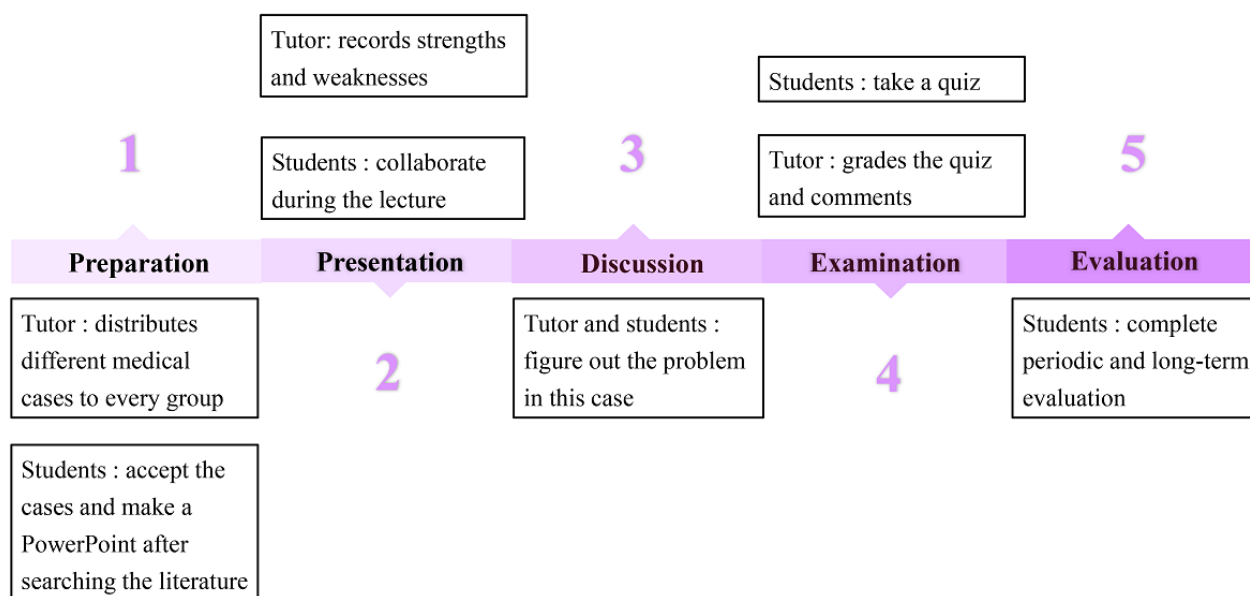 Tutor: records strengths
and weaknesses
Students : take a quiz
1
Students : collaborate
during the lecture
3
Tutor : grades the quiz
and comments
5
Preparation
Presentation
Discussion
Examination
Evaluation
Tutor : distributes
different medical
cases to every group
2
Tutor and students :
figure out the problem
in this case
4
Students : complete
periodic and long-term
evaluation
Students : accept the
cases and make a
PowerPoint after
searching the literature